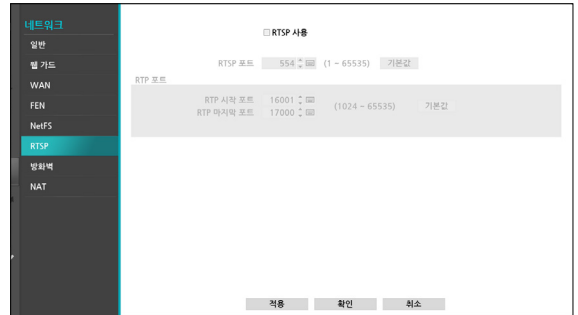 네트워크
일반
웹 가드
WAN
FEN
NetFS
RTSP
방화벽
NAT
RTSP 사용
RTSP 포트 554 (1 ~ 65535) 기본값
RTP 포트
RTP 시작 포트 16001
RTP 마지막 포트 17000
(1024 ~ 65535) 기본값
적용 확인 취소